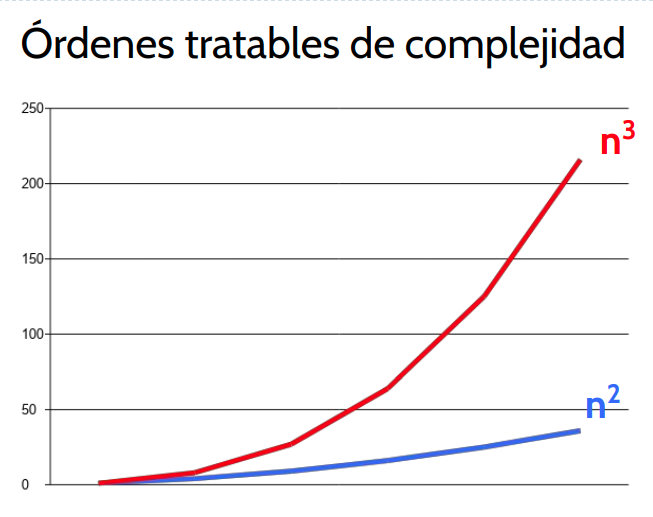 Órdenes tratables de complejidad
250
n³
200
150
100
n²
50
0